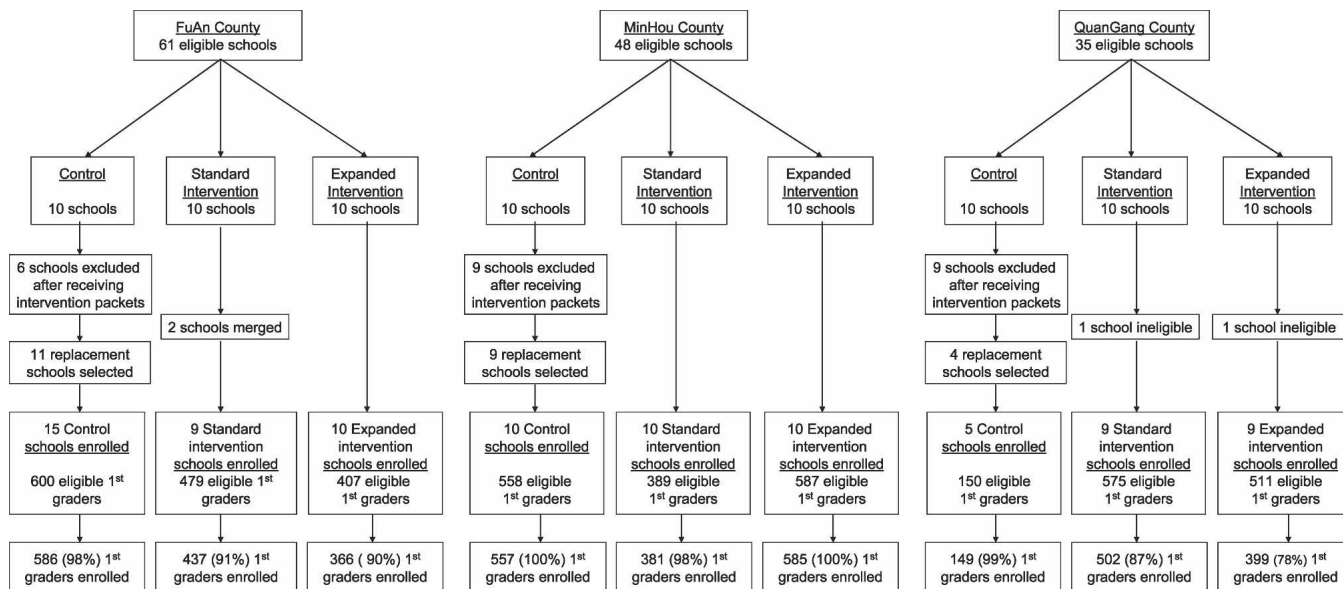 FuAn County
61 eligible schools
MinHou County
48 eligible schools
QuanGang County
35 eligible schools
Control
10 schools
Standard
Intervention
10 schools
Expanded
Intervention
10 schools
Control
10 schools
Standard
Intervention
10 schools
Expanded
Intervention
10 schools
Control
10 schools
Standard
Intervention
10 schools
Expanded
Intervention
10 schools
6 schools excluded
after receiving
intervention packets
9 schools excluded
after receiving
intervention packets
9 schools excluded
after receiving
intervention packets
2 schools merged
1 school ineligible
1 school ineligible
11 replacement
schools selected
9 replacement
schools selected
4 replacement
schools selected
15 Control
schools enrolled
600 eligible 1st
graders
9 Standard
intervention
schools enrolled
479 eligible 1st
graders
10 Expanded
intervention
schools enrolled
407 eligible
1st graders
10 Control
schools enrolled
558 eligible
1st graders
10 Standard
intervention
schools enrolled
389 eligible
1st graders
10 Expanded
intervention
schools enrolled
587 eligible
1st graders
5 Control
schools enrolled
150 eligible
1st graders
9 Standard
intervention
schools enrolled
575 eligible
1st graders
9 Expanded
intervention
schools enrolled
511 eligible
1st graders
586 (98%) 1st
graders enrolled
437 (91%) 1st
graders enrolled
366 ( 90%) 1st
graders enrolled
557 (100%) 1st
graders enrolled
381 (98%) 1st
graders enrolled
585 (100%) 1st
graders enrolled
149 (99%) 1st
graders enrolled
502 (87%) 1st
graders enrolled
399 (78%) 1st
graders enrolled